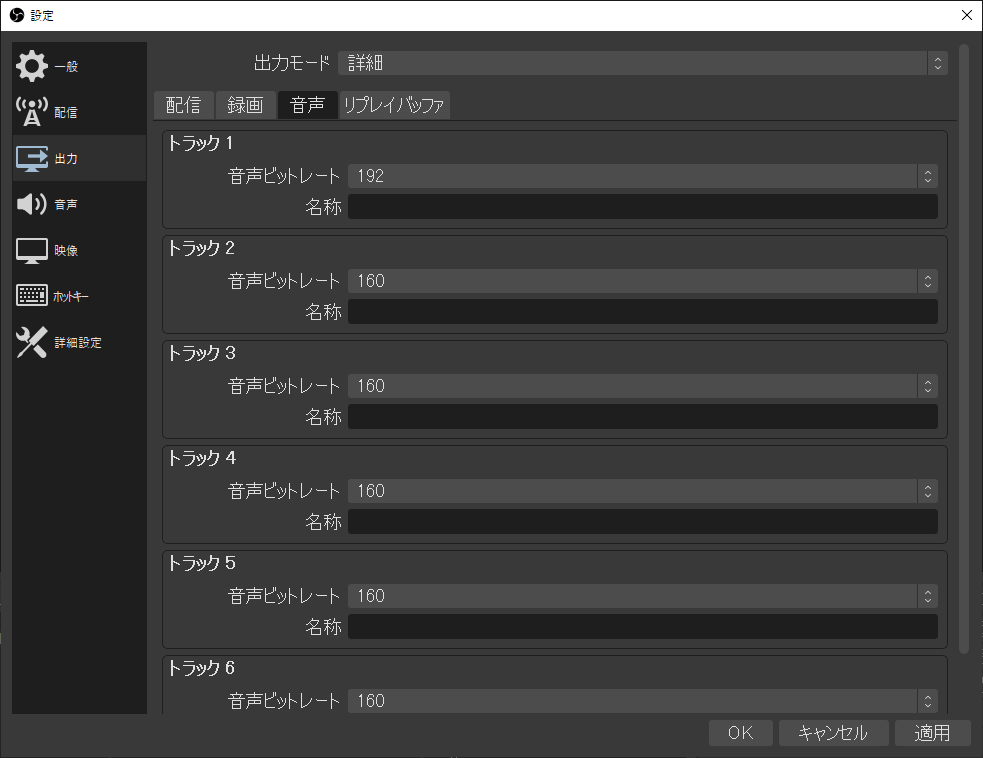 設定
一般
配信
出力
音声
映像
ホットキー
詳細設定
出力モード 詳細
配信 録画 音声 リプレイバッファ
トラック 1
音声ビットレート 192
名称
トラック 2
音声ビットレート 160
名称
トラック 3
音声ビットレート 160
名称
トラック 4
音声ビットレート 160
名称
トラック 5
音声ビットレート 160
名称
トラック 6
音声ビットレート 160
OK キャンセル 適用